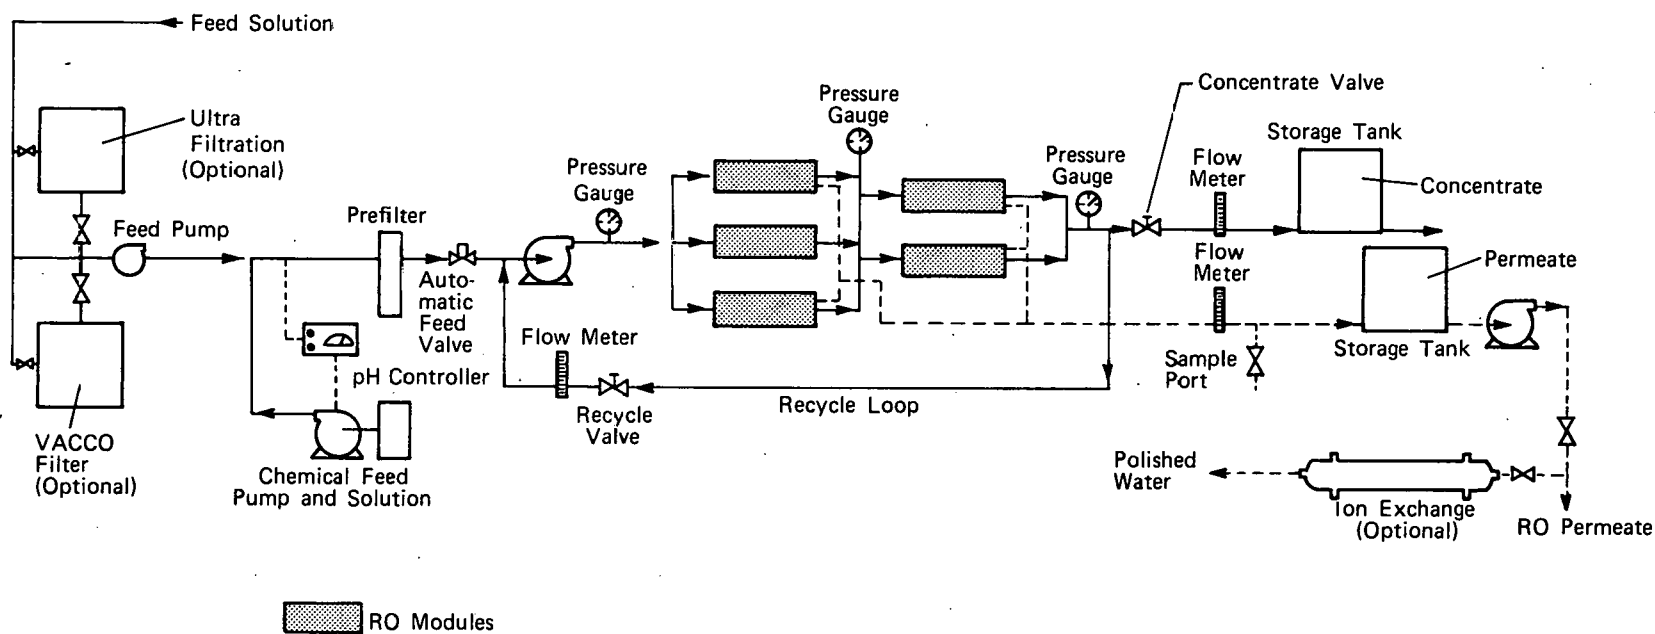 Feed Solution
Ultra
Filtration
(Optional)
Feed Pump
VACCO
Filter
(Optional)
Prefilter
Auto-
matic
Feed
Valve
pH Controller
Chemical Feed
Pump and Solution
Pressure
Gauge
Flow Meter
Recycle
Valve
Recycle Loop
Pressure
Gauge
Pressure
Gauge
Concentrate Valve
Flow
Meter
Storage Tank
Concentrate
Flow
Meter
Permeate
Storage Tank
Sample
Port
Polished
Water
Ion Exchange
(Optional)
RO Permeate
RO Modules